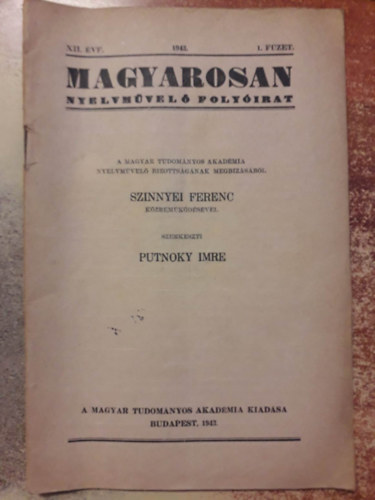 XII. ÉVF. 1943. 1. FÜZET.
MAGYAROSAN
NYELVMŰVELŐ FOLYÓIRAT
A MAGYAR TUDOMÁNYOS AKADÉMIA
NYELVMŰVELŐ BIZOTTSÁGÁNAK MEGBIZÁSÁBÓL
SZINNYEI FERENC
KÖZREMŰKÖDÉSÉVEL
SZERKESZTI
PUTNOKY IMRE
A MAGYAR TUDOMÁNYOS AKADÉMIA KIADÁSA
BUDAPEST, 1943.